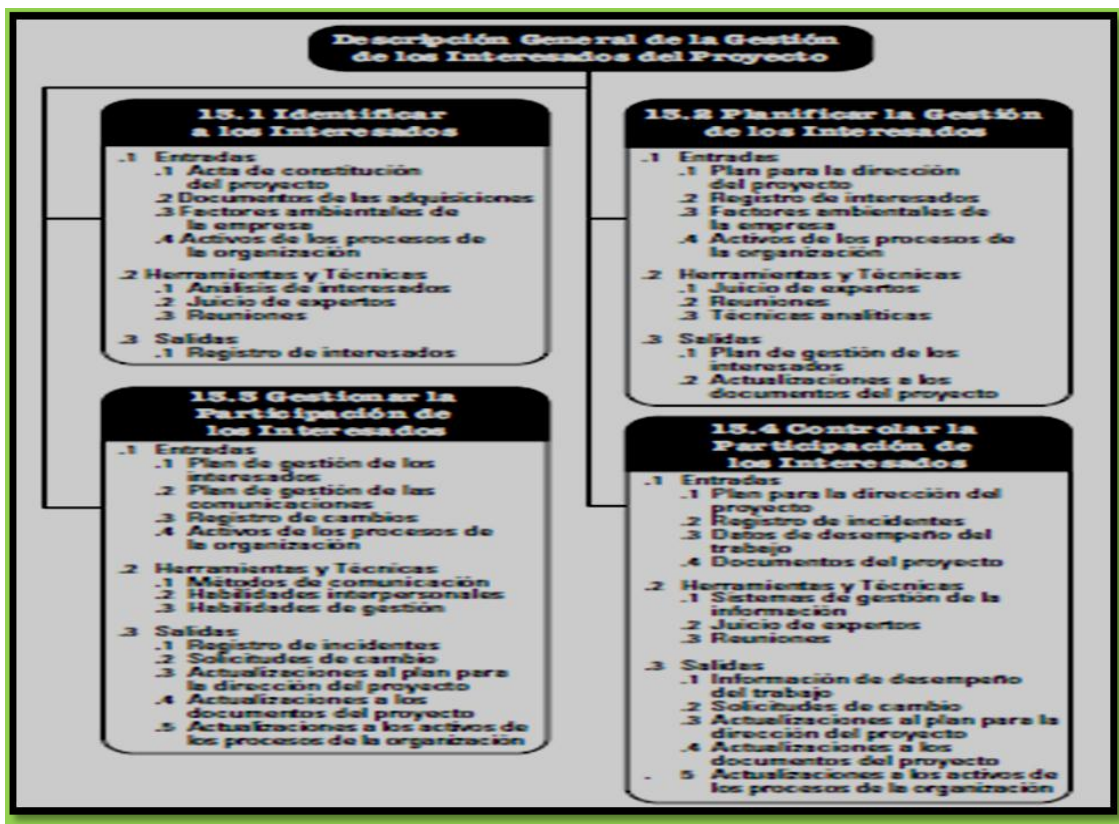 Descripción General de la Gestión
de los Interesados del Proyecto
13.1 Identificar
a los Interesados
.1 Entradas
.1 Acta de constitución
del proyecto
.2 Documentos de las adquisiciones
.3 Factores ambientales de
la empresa
.4 Activos de los procesos de
la organización
.2 Herramientas y Técnicas
.1 Análisis de interesados
.2 Juicio de expertos
.3 Reuniones
.3 Salidas
.1 Registro de interesados
13.2 Planificar la Gestión
de los Interesados
.1 Entradas
.1 Plan para la dirección
del proyecto
.2 Registro de interesados
.3 Factores ambientales de
la empresa
.4 Activos de los procesos de
la organización
.2 Herramientas y Técnicas
.1 Juicio de expertos
.2 Reuniones
.3 Técnicas analíticas
.3 Salidas
.1 Plan de gestión de los
interesados
.2 Actualizaciones a los
documentos del proyecto
13.3 Gestionar la
Participación de
los Interesados
.1 Entradas
.1 Plan de gestión de los
interesados
.2 Plan de gestión de las
comunicaciones
.3 Registro de cambios
.4 Activos de los procesos de
la organización
.2 Herramientas y Técnicas
.1 Métodos de comunicación
.2 Habilidades interpersonales
.3 Habilidades de gestión
.3 Salidas
.1 Registro de incidentes
.2 Solicitudes de cambio
.3 Actualizaciones al plan para
la dirección del proyecto
.4 Actualizaciones a los
documentos del proyecto
.5 Actualizaciones a los activos de
los procesos de la organización
13.4 Controlar la
Participación de
los Interesados
.1 Entradas
.1 Plan para la dirección del
proyecto
.2 Registro de incidentes
.3 Datos de desempeño del
trabajo
.4 Documentos del proyecto
.2 Herramientas y Técnicas
.1 Sistemas de gestión de la
información
.2 Juicio de expertos
.3 Reuniones
.3 Salidas
.1 Información de desempeño
del trabajo
.2 Solicitudes de cambio
.3 Actualizaciones al plan para la
dirección del proyecto
.4 Actualizaciones a los
documentos del proyecto
. 5 Actualizaciones a los activos de
los procesos de la organización